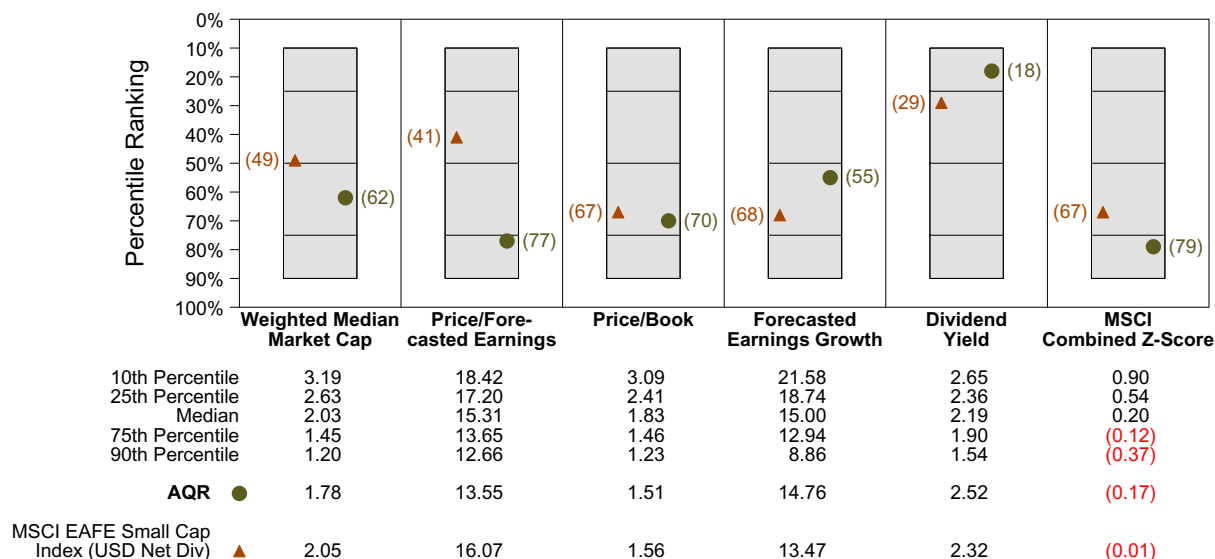 Percentile Ranking
0%
10%
20%
30%
40%
50%
60%
70%
80%
90%
100%
(49)
(62)
(41)
(77)
(67)
(70)
(68)
(55)
(29)
(18)
(67)
(79)
Weighted Median
Market Cap
Price/Fore-
casted Earnings
Price/Book
Forecasted
Earnings Growth
Dividend
Yield
MSCI
Combined Z-Score
10th Percentile 3.19 18.42 3.09 21.58 2.65 0.90
25th Percentile 2.63 17.20 2.41 18.74 2.36 0.54
Median 2.03 15.31 1.83 15.00 2.19 0.20
75th Percentile 1.45 13.65 1.46 12.94 1.90 (0.12)
90th Percentile 1.20 12.66 1.23 8.86 1.54 (0.37)
AQR 1.78 13.55 1.51 14.76 2.52 (0.17)
MSCI EAFE Small Cap
Index (USD Net Div) 2.05 16.07 1.56 13.47 2.32 (0.01)